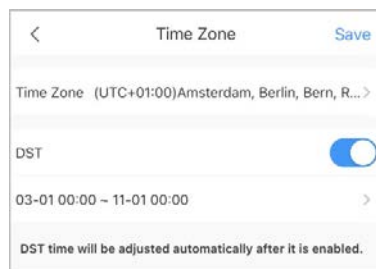 Time Zone Save
Time Zone (UTC+01:00)Amsterdam, Berlin, Bern, R...
DST
03-01 00:00 ~ 11-01 00:00
DST time will be adjusted automatically after it is enabled.